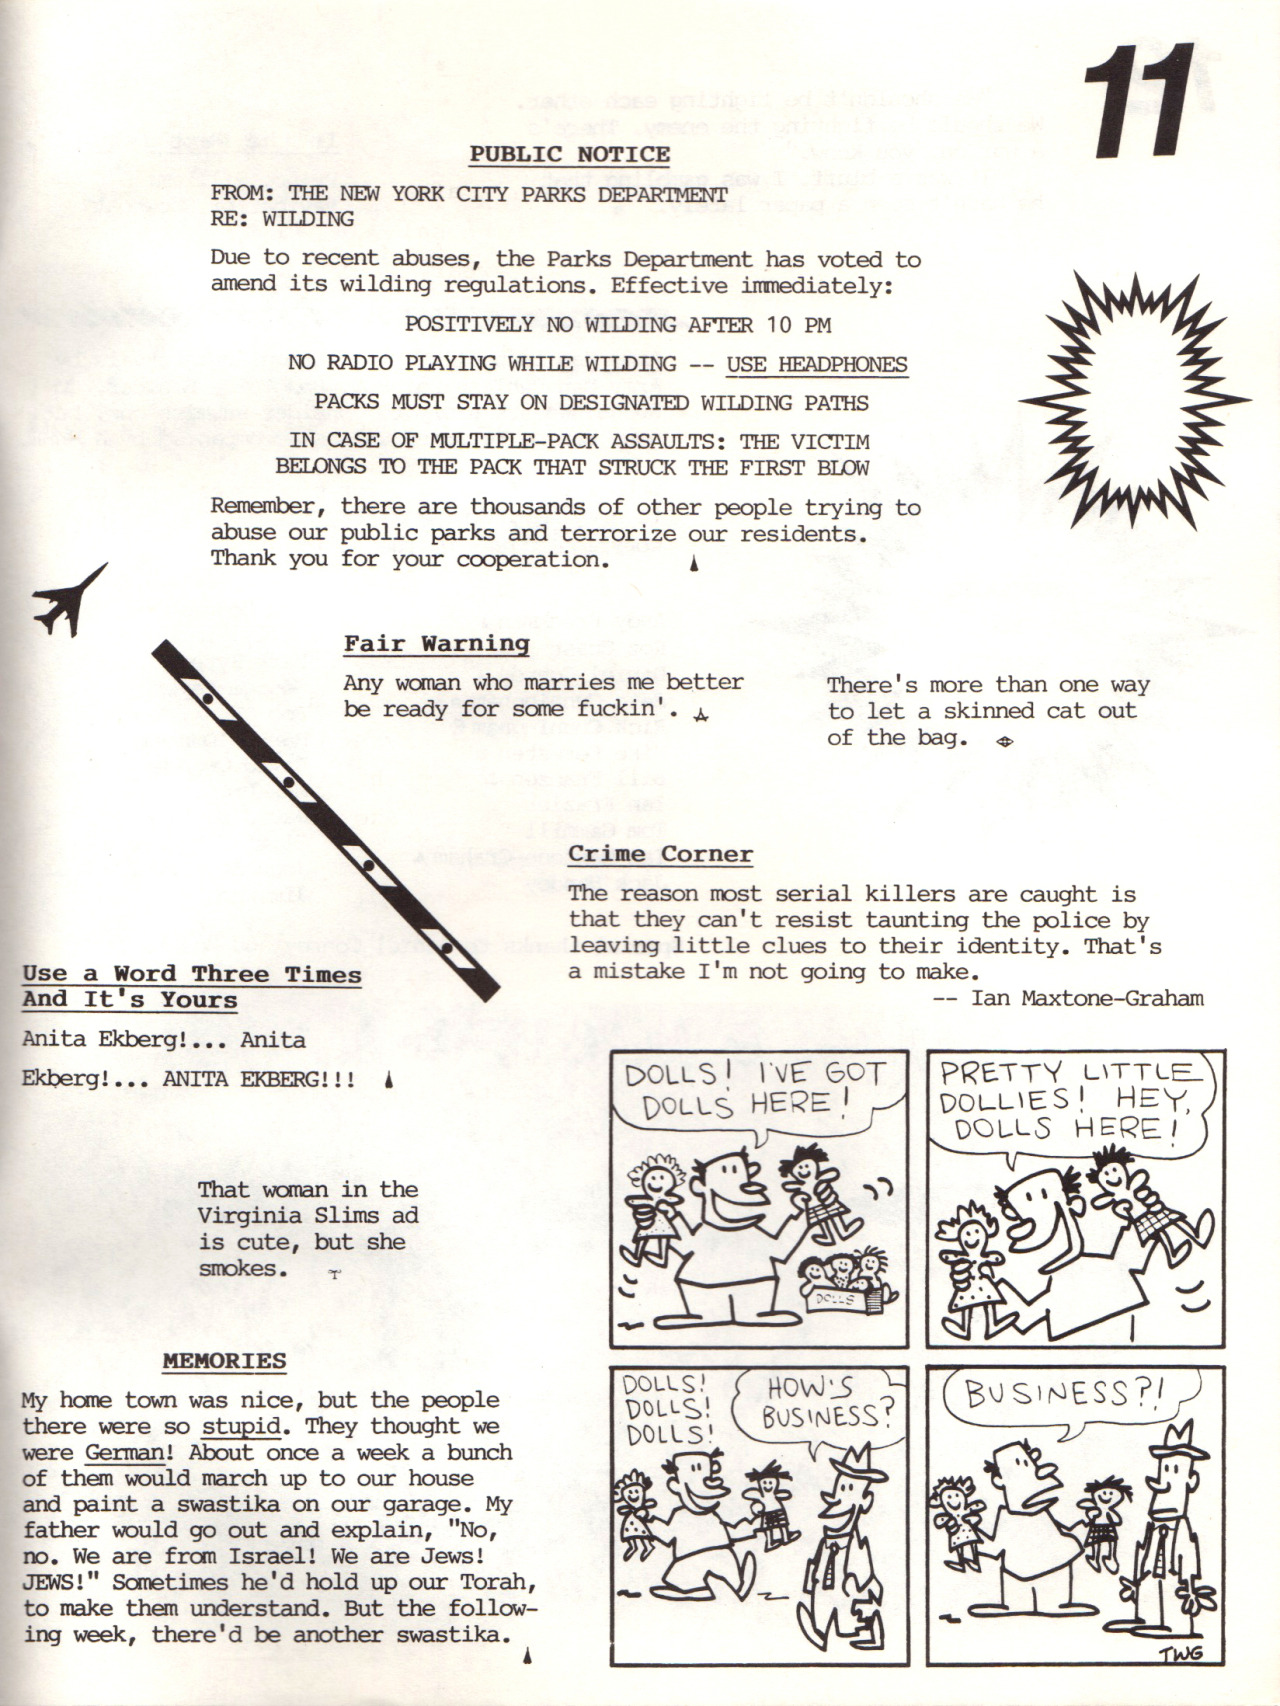 11
PUBLIC NOTICE
FROM: THE NEW YORK CITY PARKS DEPARTMENT
RE: WILDING
Due to recent abuses, the Parks Department has voted to
amend its wilding regulations. Effective immediately:
POSITIVELY NO WILDING AFTER 10 PM
NO RADIO PLAYING WHILE WILDING -- USE HEADPHONES
PACKS MUST STAY ON DESIGNATED WILDING PATHS
IN CASE OF MULTIPLE-PACK ASSAULTS: THE VICTIM
BELONGS TO THE PACK THAT STRUCK THE FIRST BLOW
Remember, there are thousands of other people trying to
abuse our public parks and terrorize our residents.
Thank you for your cooperation.
Fair Warning
Any woman who marries me better
be ready for some fuckin'.
There's more than one way
to let a skinned cat out
of the bag.
Crime Corner
The reason most serial killers are caught is
that they can't resist taunting the police by
leaving little clues to their identity. That's
a mistake I'm not going to make.
-- Ian Maxtone-Graham
Use a Word Three Times
And It's Yours
Anita Ekberg!... Anita
Ekberg!... ANITA EKBERG!!!
That woman in the
Virginia Slims ad
is cute, but she
smokes.
MEMORIES
My home town was nice, but the people
there were so stupid. They thought we
were German! About once a week a bunch
of them would march up to our house
and paint a swastika on our garage. My
father would go out and explain, "No,
no. We are from Israel! We are Jews!
JEWS!" Sometimes he'd hold up our Torah,
to make them understand. But the follow-
ing week, there'd be another swastika.
DOLLS! I'VE GOT
DOLLS HERE!
DOLLS
PRETTY LITTLE
DOLLIES! HEY,
DOLLS HERE!
DOLLS!
DOLLS!
DOLLS!
HOW'S
BUSINESS?
BUSINESS?!
TWG